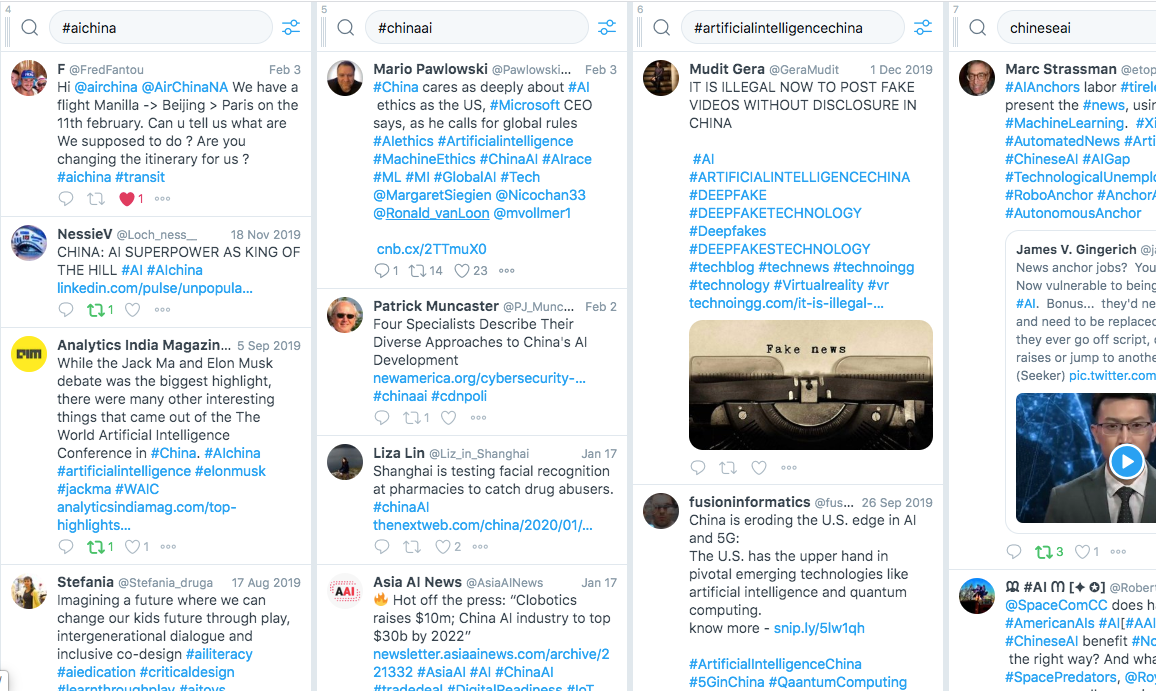 4
#aichina
F @FredFantou Feb 3
Hi @airchina @AirChinaNA We have a
flight Manilla -> Beijing > Paris on the
11th february. Can u tell us what are
We supposed to do ? Are you
changing the itinerary for us ?
#aichina #transit
1
NessieV @Loch_ness__ 18 Nov 2019
CHINA: AI SUPERPOWER AS KING OF
THE HILL #AI #AIchina
linkedin.com/pulse/unpopula...
1
Analytics India Magazin... 5 Sep 2019
While the Jack Ma and Elon Musk
debate was the biggest highlight,
there were many other interesting
things that came out of the The
World Artificial Intelligence
Conference in #China. #AIchina
#artificialintelligence #elonmusk
#jackma #WAIC
analyticsindiamag.com/top-
highlights...
1 1
Stefania @Stefania_druga 17 Aug 2019
Imagining a future where we can
change our kids future through play,
intergenerational dialogue and
inclusive co-design #ailiteracy
#aiedication #criticaldesign
#learnthroughplay #aitoys
5
#chinaai
Mario Pawlowski @Pawlowski... Feb 3
#China cares as deeply about #AI
ethics as the US, #Microsoft CEO
says, as he calls for global rules
#AIethics #Artificialintelligence
#MachineEthics #ChinaAI #AIrace
#ML #MI #GlobalAI #Tech
@MargaretSiegien @Nicochan33
@Ronald_vanLoon @mvollmer1
cnb.cx/2TTmuX0
1 14 23
Patrick Muncaster @PJ_Munc... Feb 2
Four Specialists Describe Their
Diverse Approaches to China's AI
Development
newamerica.org/cybersecurity-...
#chinaai #cdnpoli
1
Liza Lin @Liz_in_Shanghai Jan 17
Shanghai is testing facial recognition
at pharmacies to catch drug abusers.
#chinaAI
thenextweb.com/china/2020/01/...
2
Asia AI News @AsiaAINews Jan 17
AAI
🔥 Hot off the press: “Clobotics
raises $10m; China AI industry to top
$30b by 2022”
newsletter.asiaainews.com/archive/2
21332 #AsiaAI #AI #ChinaAI
#tradedeal #DigitalReadiness #IoT
6
#artificialintelligencechina
Mudit Gera @GeraMudit 1 Dec 2019
IT IS ILLEGAL NOW TO POST FAKE
VIDEOS WITHOUT DISCLOSURE IN
CHINA
#AI
#ARTIFICIALINTELLIGENCECHINA
#DEEPFAKE
#DEEPFAKETECHNOLOGY
#Deepfakes
#DEEPFAKESTECHNOLOGY
#techblog #technews #technoingg
#technology #Virtualreality #vr
technoingg.com/it-is-illegal-...
Fake news
fusioninformatics @fus... 26 Sep 2019
China is eroding the U.S. edge in AI
and 5G:
The U.S. has the upper hand in
pivotal emerging technologies like
artificial intelligence and quantum
computing.
know more - snip.ly/5lw1qh
#ArtificialIntelligenceChina
#5GinChina #QaantumComputing
7
chineseai
Marc Strassman @etop
#AIAnchors labor #tirele
present the #news, usin
#MachineLearning. #Xi
#AutomatedNews #Arti
#ChineseAI #AIGap
#TechnologicalUnemplo
#RoboAnchor #AnchorA
#AutonomousAnchor
James V. Gingerich @ja
News anchor jobs? You
Now vulnerable to being
#AI. Bonus... they'd ne
and need to be replaced
they ever go off script, o
raises or jump to anothe
(Seeker) pic.twitter.com
3 1
#AI @Robert
@SpaceComCC does ha
#AmericanAIs #AI[#AAI
#ChineseAI benefit #No
the right way? And wha
#SpacePredators, @Roy